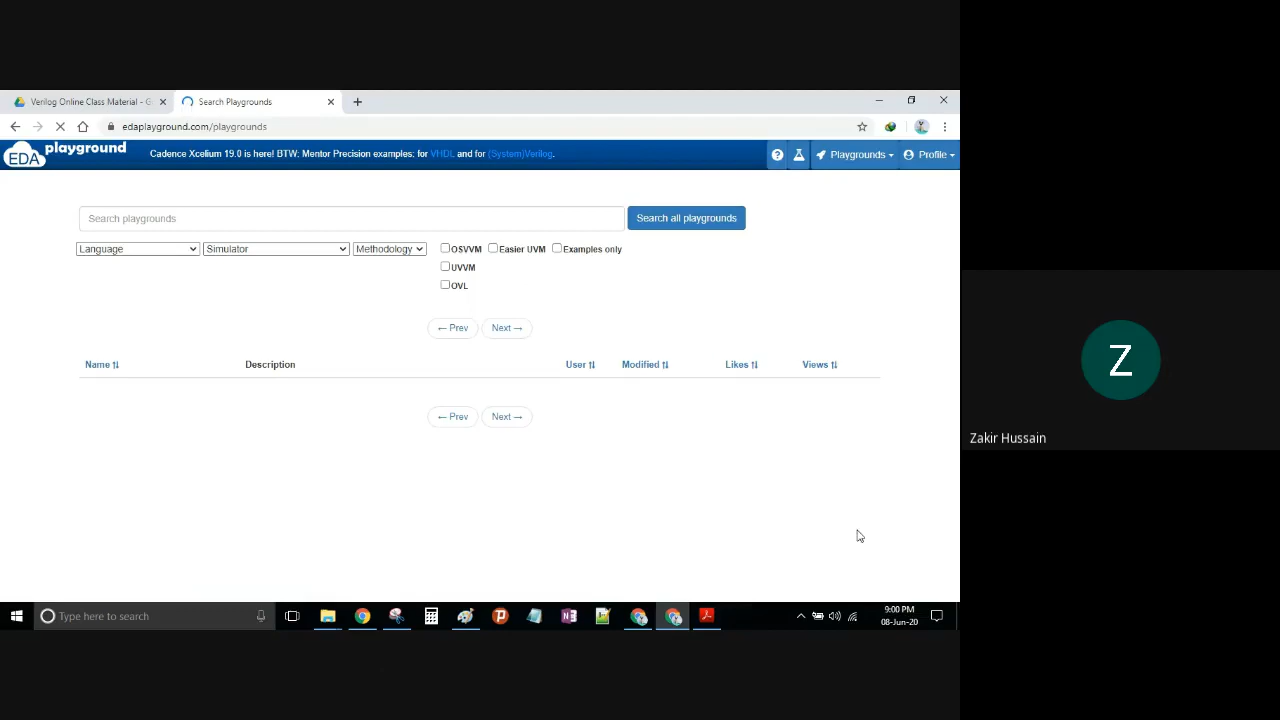 Verilog Online Class Material - G
Search Playgrounds
edaplayground.com/playgrounds
EDA playground
Cadence Xcelium 19.0 is here! BTW: Mentor Precision examples: for VHDL and for (System)Verilog.
? Playgrounds Profile
Search playgrounds
Search all playgrounds
Language Simulator Methodology OSVVM Easier UVM Examples only
UVVM
OVL
← Prev Next →
Name Description User Modified Likes Views
← Prev Next →
Z
Zakir Hussain
Type here to search
9:00 PM
08-Jun-20